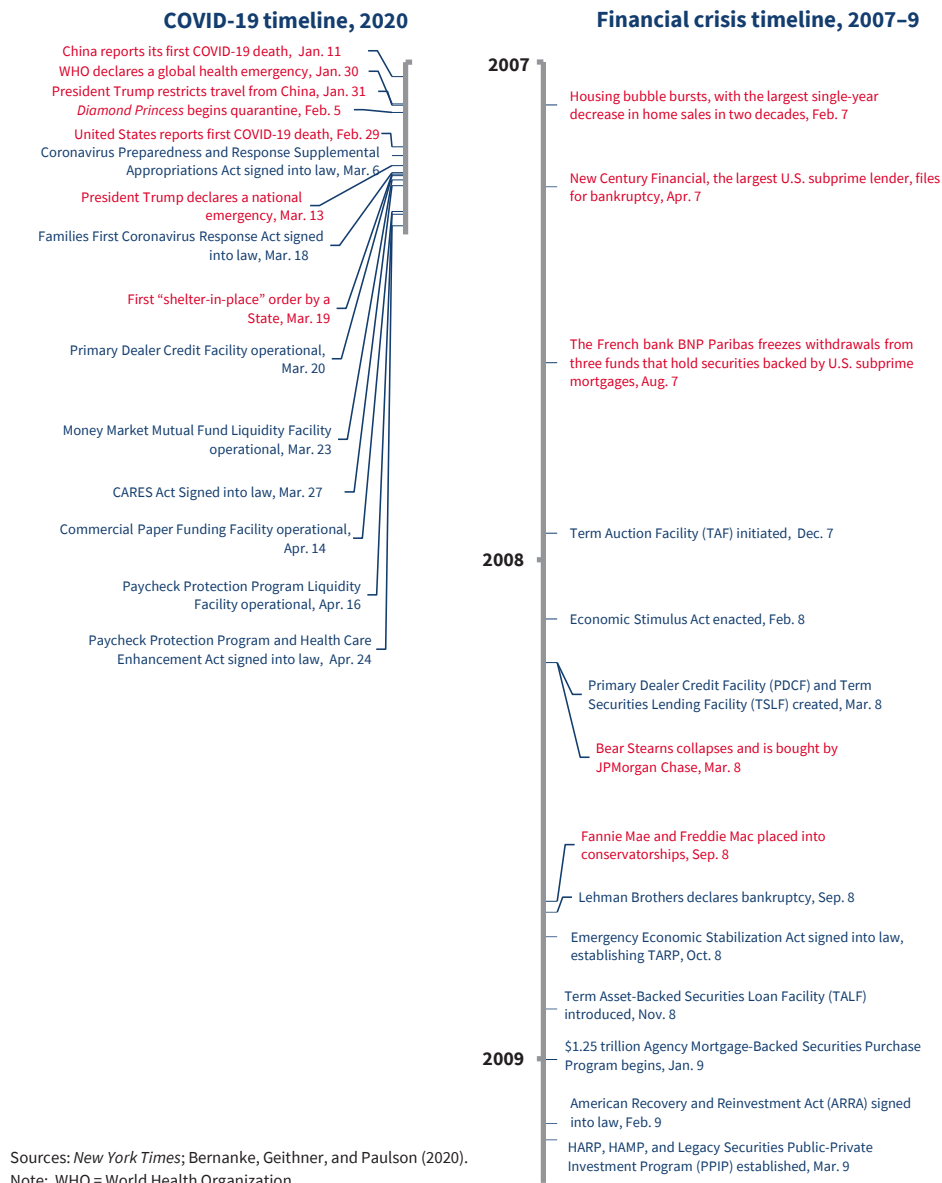 COVID-19 timeline, 2020
China reports its first COVID-19 death, Jan. 11
WHO declares a global health emergency, Jan. 30
President Trump restricts travel from China, Jan. 31
Diamond Princess begins quarantine, Feb. 5
United States reports first COVID-19 death, Feb. 29
Coronavirus Preparedness and Response Supplemental
Appropriations Act signed into law, Mar. 6
President Trump declares a national
emergency, Mar. 13
Families First Coronavirus Response Act signed
into law, Mar. 18
First “shelter-in-place” order by a
State, Mar. 19
Primary Dealer Credit Facility operational,
Mar. 20
Money Market Mutual Fund Liquidity Facility
operational, Mar. 23
CARES Act Signed into law, Mar. 27
Commercial Paper Funding Facility operational,
Apr. 14
Paycheck Protection Program Liquidity
Facility operational, Apr. 16
Paycheck Protection Program and Health Care
Enhancement Act signed into law, Apr. 24
Financial crisis timeline, 2007–9
2007
Housing bubble bursts, with the largest single-year
decrease in home sales in two decades, Feb. 7
New Century Financial, the largest U.S. subprime lender, files
for bankruptcy, Apr. 7
The French bank BNP Paribas freezes withdrawals from
three funds that hold securities backed by U.S. subprime
mortgages, Aug. 7
Term Auction Facility (TAF) initiated, Dec. 7
2008
Economic Stimulus Act enacted, Feb. 8
Primary Dealer Credit Facility (PDCF) and Term
Securities Lending Facility (TSLF) created, Mar. 8
Bear Stearns collapses and is bought by
JPMorgan Chase, Mar. 8
Fannie Mae and Freddie Mac placed into
conservatorships, Sep. 8
Lehman Brothers declares bankruptcy, Sep. 8
Emergency Economic Stabilization Act signed into law,
establishing TARP, Oct. 8
Term Asset-Backed Securities Loan Facility (TALF)
introduced, Nov. 8
2009
$1.25 trillion Agency Mortgage-Backed Securities Purchase
Program begins, Jan. 9
American Recovery and Reinvestment Act (ARRA) signed
into law, Feb. 9
HARP, HAMP, and Legacy Securities Public-Private
Investment Program (PPIP) established, Mar. 9
Sources: New York Times; Bernanke, Geithner, and Paulson (2020).
Note: WHO = World Health Organization